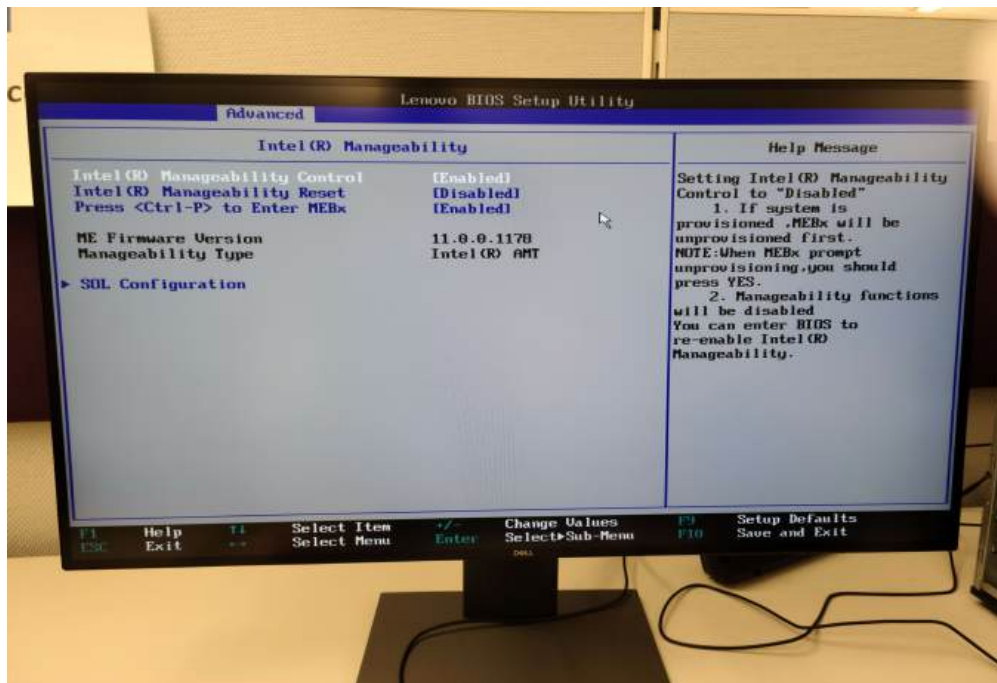 C
Lenovo BIOS Setup Utility
Advanced
Intel(R) Manageability
Intel(R) Manageability Control [Enabled]
Intel(R) Manageability Reset [Disabled]
Press <Ctrl-P> to Enter MEBx [Enabled]
ME Firmware Version 11.0.0.1178
Manageability Type Intel(R) AMT
► SOL Configuration
Help Message
Setting Intel(R) Manageability
Control to "Disabled"
1. If system is
provisioned ,MEBx will be
unprovisioned first.
NOTE:When MEBx prompt
unprovisioning,you should
press YES.
2. Manageability functions
will be disabled
You can enter BIOS to
re-enable Intel(R)
Manageability.
F1 Help ↑↓ Select Item +/- Change Values F9 Setup Defaults
ESC Exit ↔ Select Menu Enter Select►Sub-Menu F10 Save and Exit
DELL